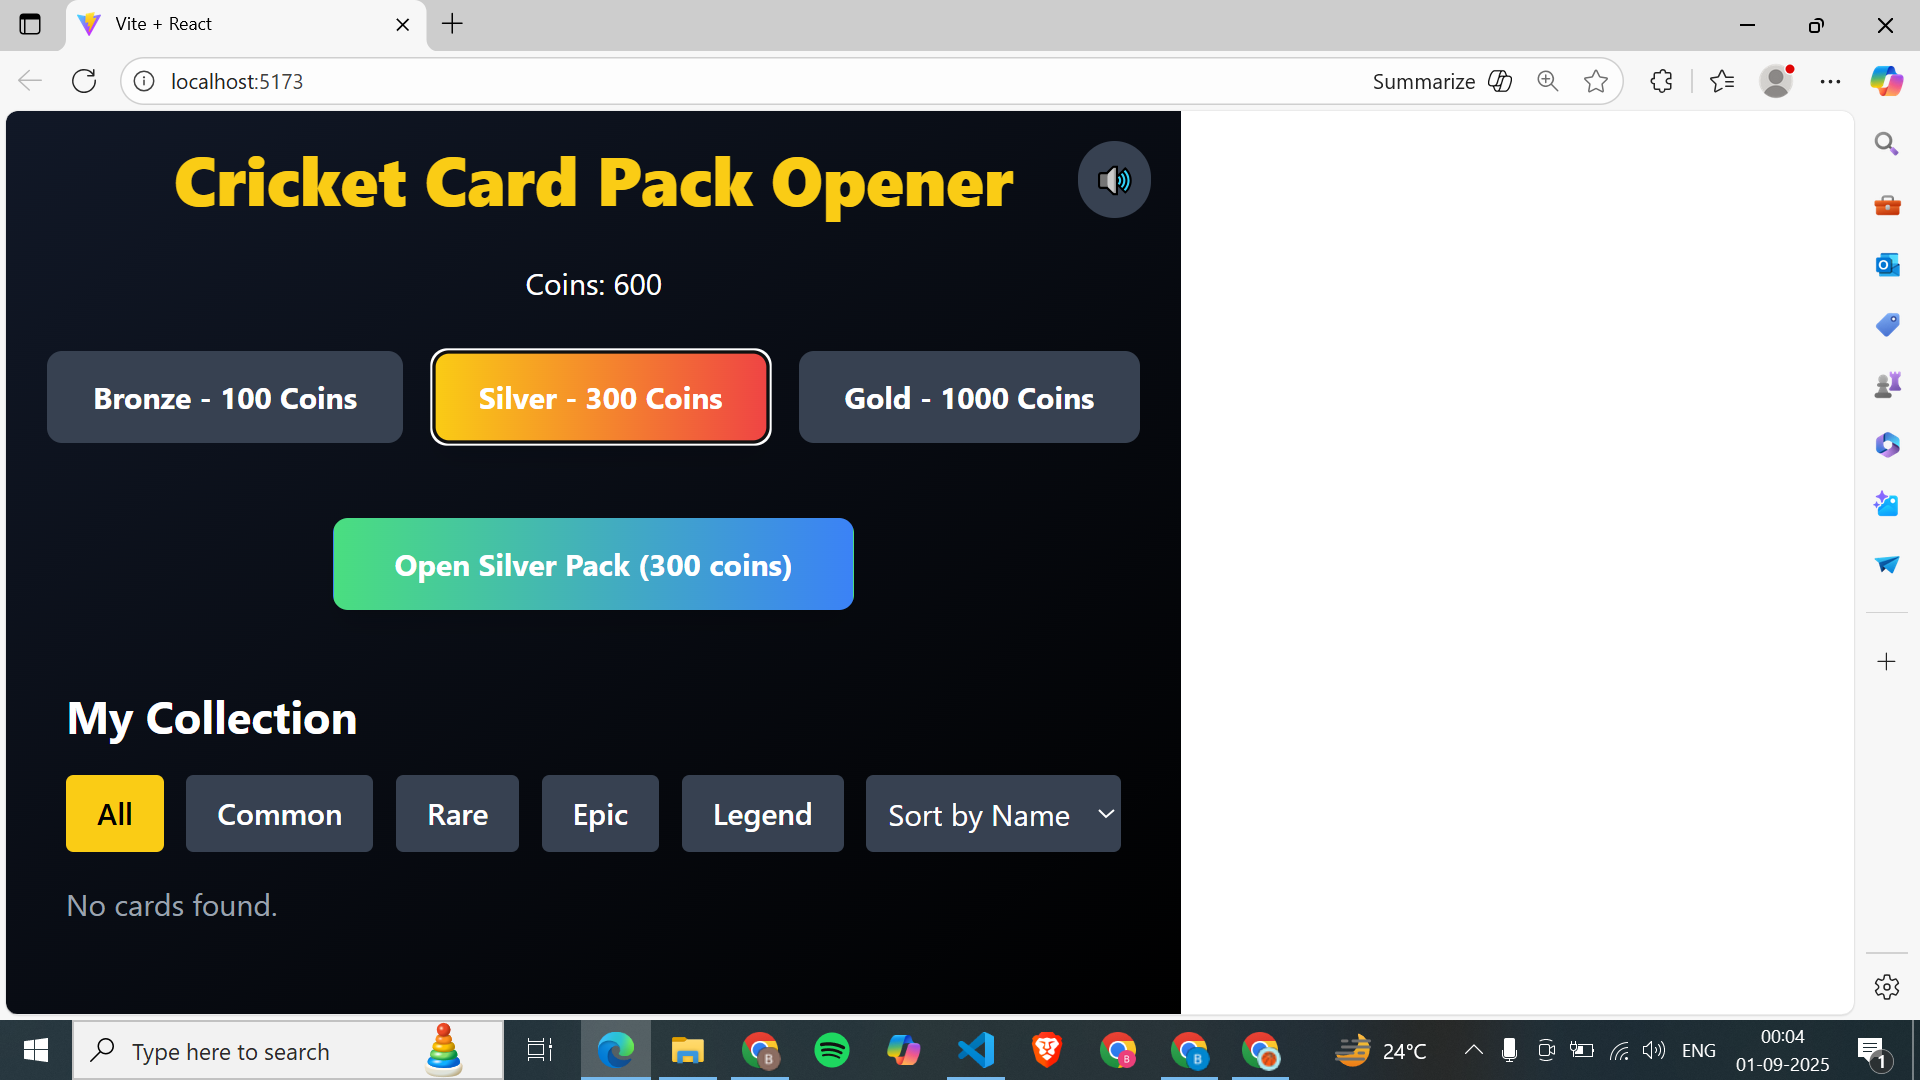 Vite + React
localhost:5173
Summarize
Cricket Card Pack Opener
Coins: 600
Bronze - 100 Coins
Silver - 300 Coins
Gold - 1000 Coins
Open Silver Pack (300 coins)
My Collection
All
Common
Rare
Epic
Legend
Sort by Name
No cards found.
Type here to search
B
B
B
24°C
ENG
00:04
01-09-2025
1